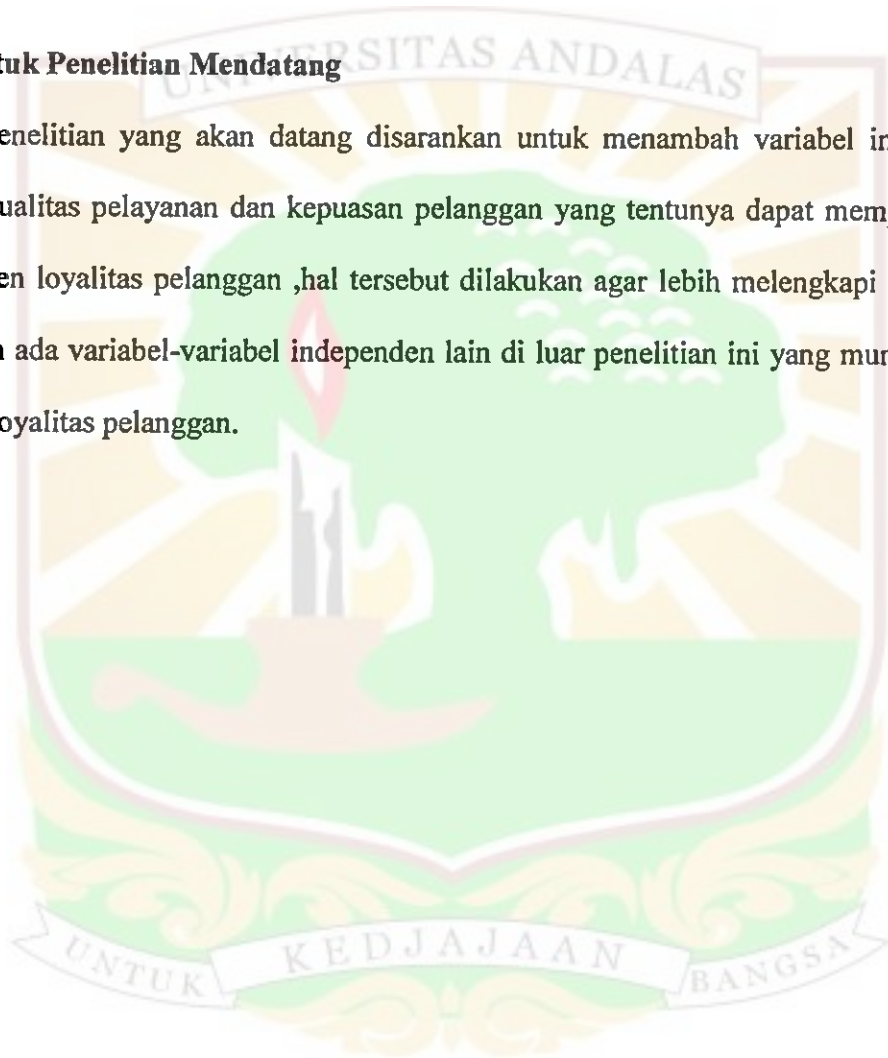 UNIVERSITAS ANDALAS
tuk Penelitian Mendatang
enelitian yang akan datang disarankan untuk menambah variabel in
ualitas pelayanan dan kepuasan pelanggan yang tentunya dapat mem
en loyalitas pelanggan ,hal tersebut dilakukan agar lebih melengkapi
ada variabel-variabel independen lain di luar penelitian ini yang mun
oyalitas pelanggan.
UNTUK KEDJAJAAN BANGSA